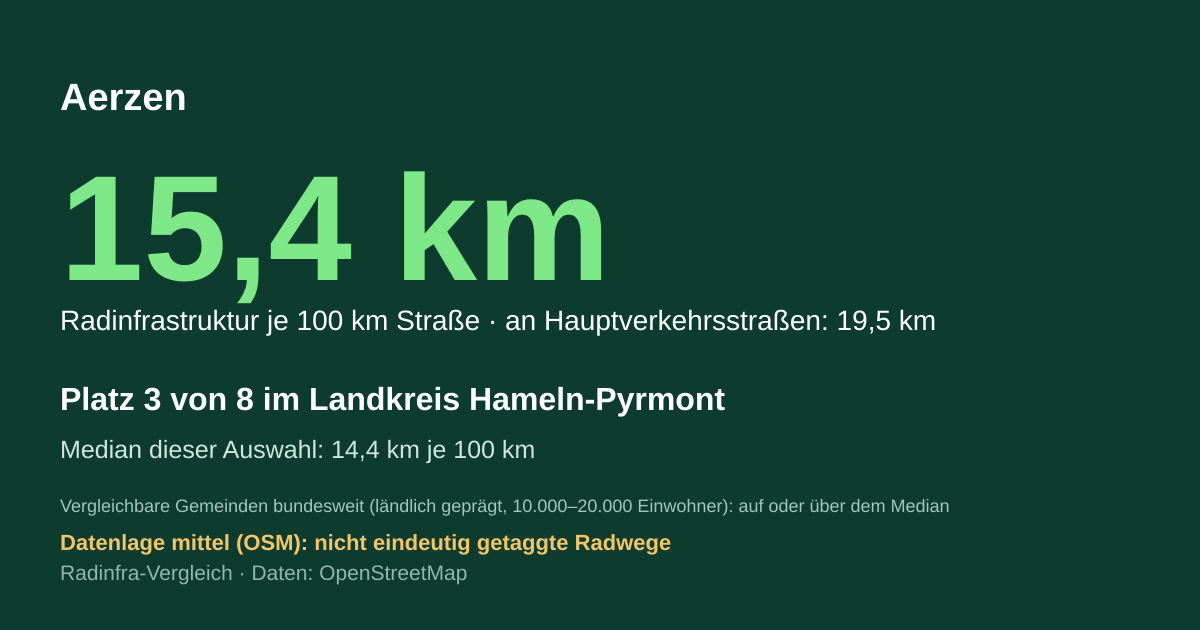 Aerzen
15,4 km
Radinfrastruktur je 100 km Straße · an Hauptverkehrsstraßen: 19,5 km
Platz 3 von 8 im Landkreis Hameln-Pyrmont
Median dieser Auswahl: 14,4 km je 100 km
Vergleichbare Gemeinden bundesweit (ländlich geprägt, 10.000–20.000 Einwohner): auf oder über dem Median
Datenlage mittel (OSM): nicht eindeutig getaggte Radwege
Radinfra-Vergleich · Daten: OpenStreetMap